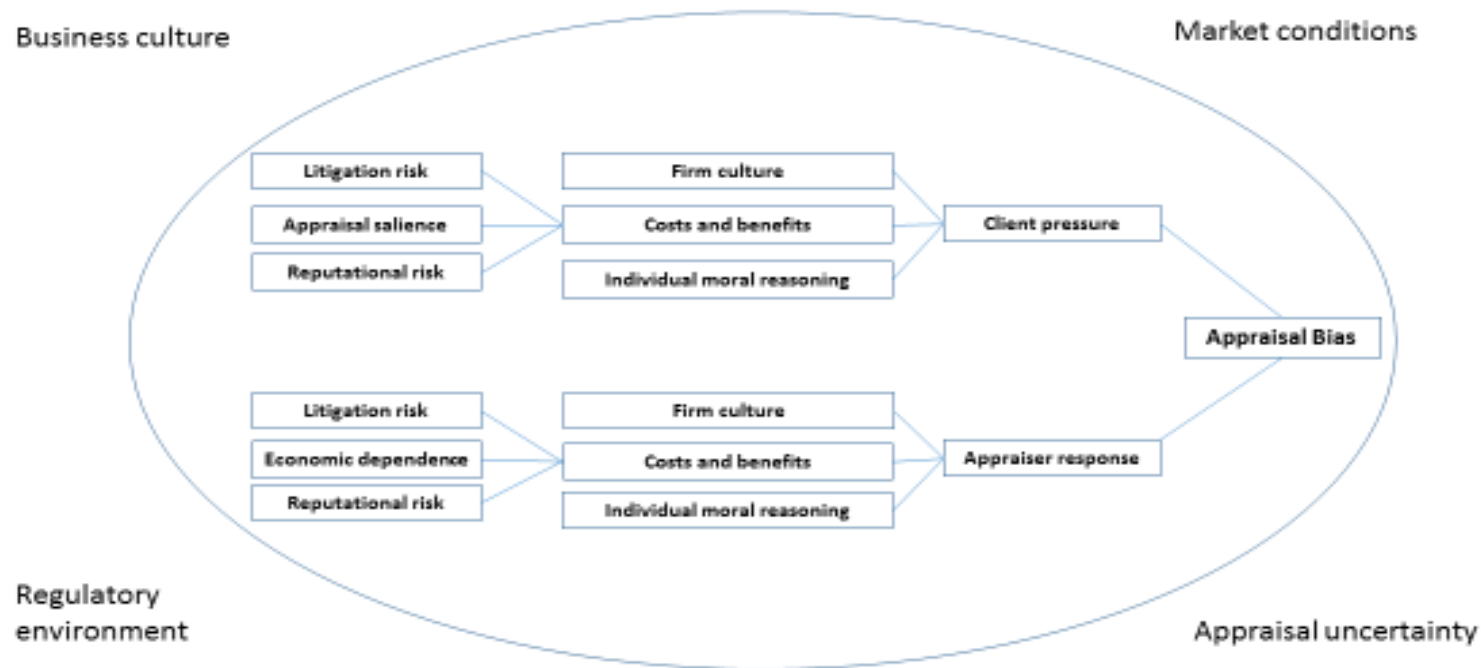 Business culture
Market conditions
Litigation risk
Firm culture
Appraisal salience
Costs and benefits
Client pressure
Reputational risk
Individual moral reasoning
Appraisal Bias
Litigation risk
Firm culture
Economic dependence
Costs and benefits
Appraiser response
Reputational risk
Individual moral reasoning
Regulatory
environment
Appraisal uncertainty